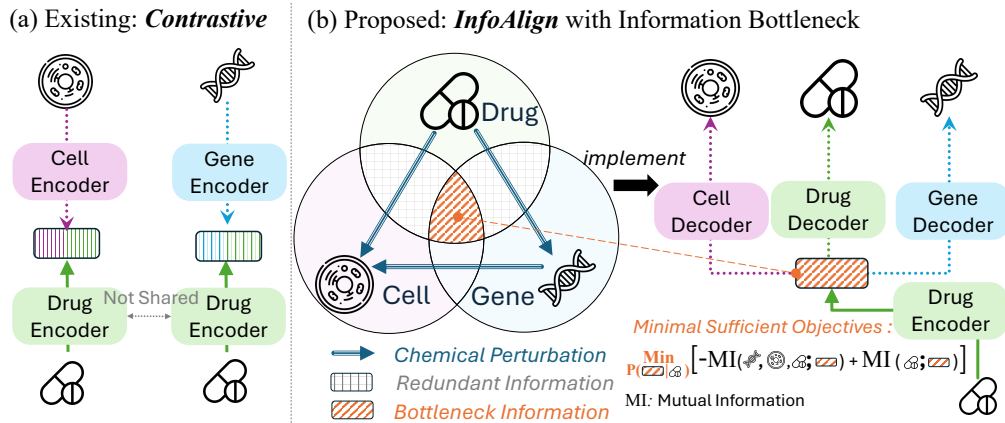 (a) Existing: Contrastive
Cell
Encoder
Gene
Encoder
Not Shared
Drug
Encoder
Drug
Encoder
(b) Proposed: InfoAlign with Information Bottleneck
Drug
Cell
Gene
implement
Chemical Perturbation
Redundant Information
Bottleneck Information
Cell
Decoder
Drug
Decoder
Gene
Decoder
Drug
Encoder
Minimal Sufficient Objectives :
Min
P( | )
[-MI( , , ; ) + MI ( ; )]
MI: Mutual Information